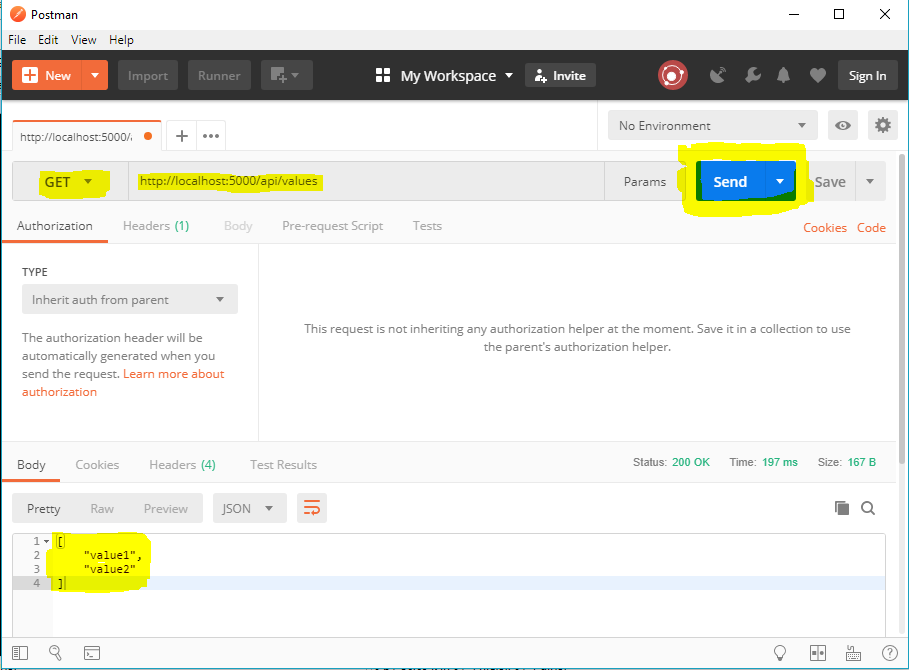 Postman
File Edit View Help
New Import Runner My Workspace Invite Sign In
http://localhost:5000/a No Environment
GET http://localhost:5000/api/values Params Send Save
Authorization Headers (1) Body Pre-request Script Tests Cookies Code
TYPE
Inherit auth from parent
The authorization header will be
automatically generated when you
send the request. Learn more about
authorization
This request is not inheriting any authorization helper at the moment. Save it in a collection to use
the parent's authorization helper.
Body Cookies Headers (4) Test Results Status: 200 OK Time: 197 ms Size: 167 B
Pretty Raw Preview JSON
1 [
2 "value1",
3 "value2"
4 ]